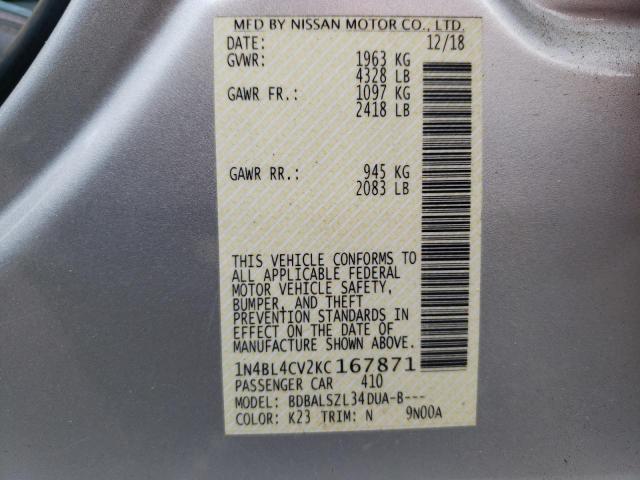 MFD BY NISSAN MOTOR CO., LTD.
DATE: 12/18
GVWR: 1963 KG
4328 LB
GAWR FR.: 1097 KG
2418 LB
GAWR RR.: 945 KG
2083 LB
THIS VEHICLE CONFORMS TO
ALL APPLICABLE FEDERAL
MOTOR VEHICLE SAFETY,
BUMPER, AND THEFT
PREVENTION STANDARDS IN
EFFECT ON THE DATE OF
MANUFACTURE SHOWN ABOVE.
1N4BL4CV2KC167871
PASSENGER CAR 410
MODEL: BDBALSZL34DUA-B---
COLOR: K23 TRIM: N 9N00A